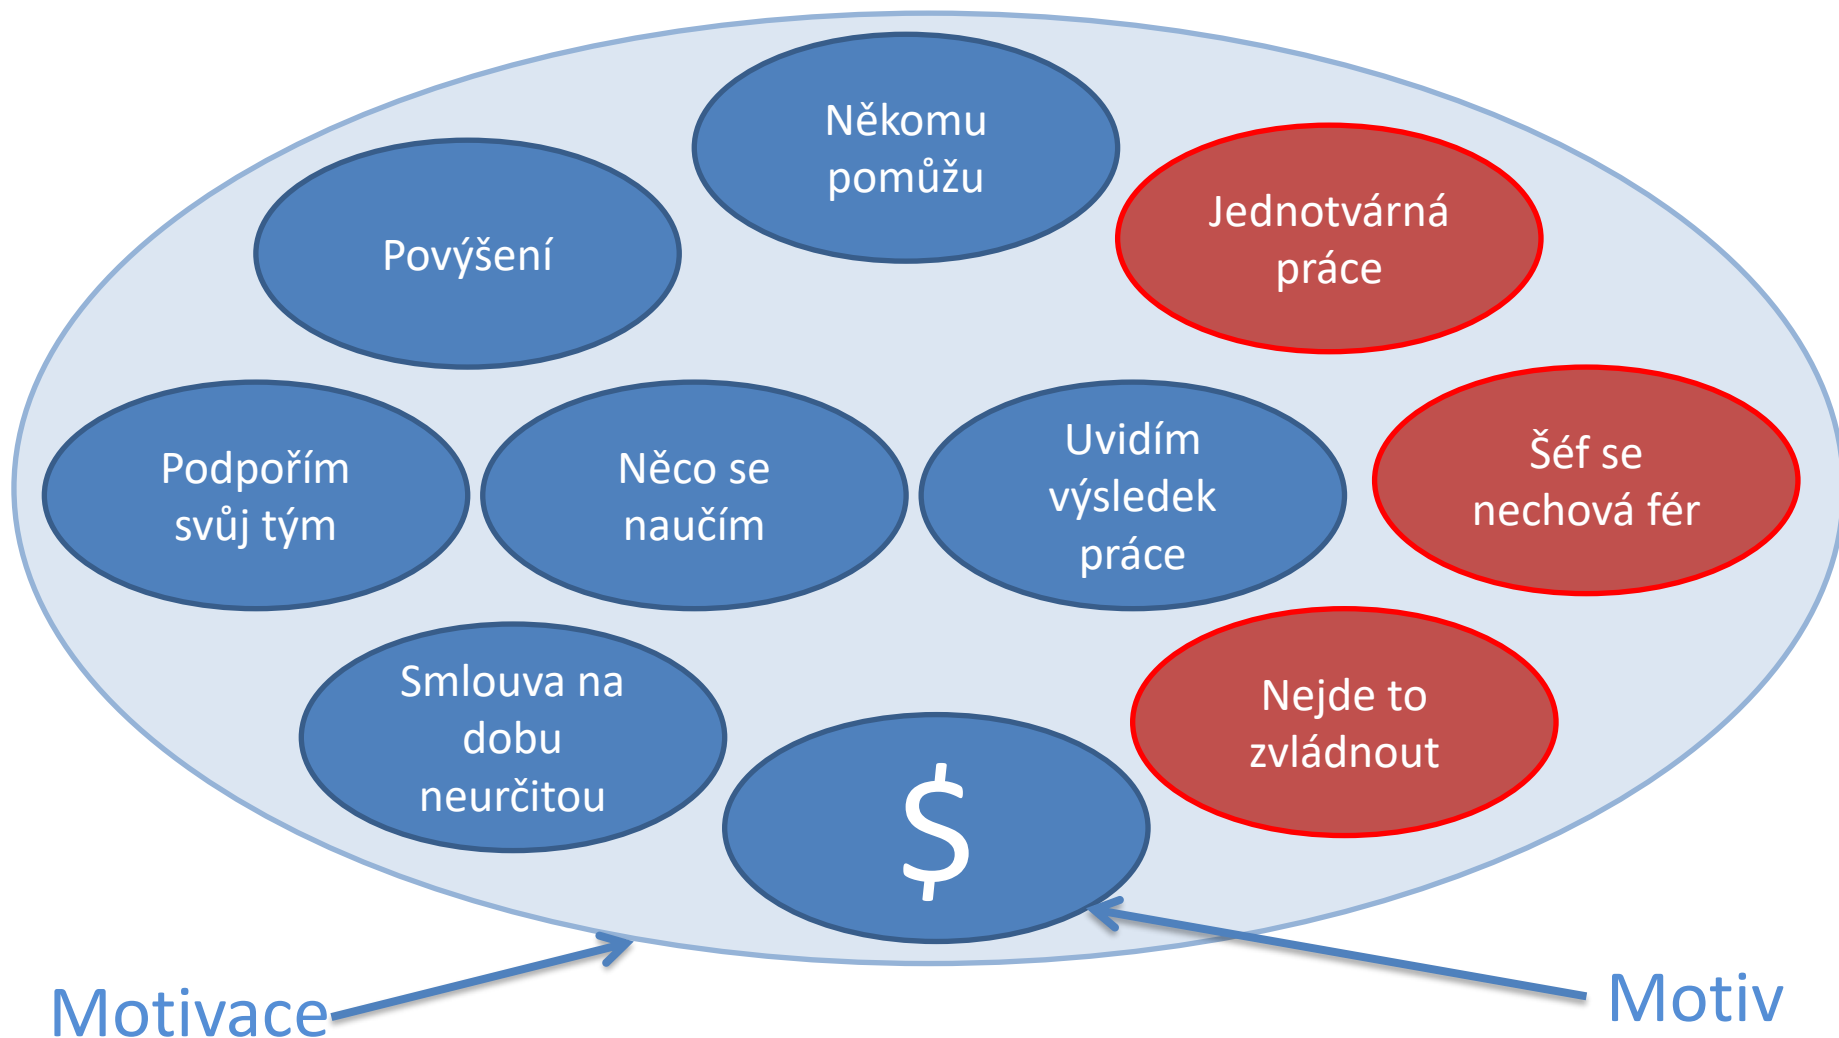 Někomu
pomůžu
Jednotvárná
práce
Povýšení
Podpořím
svůj tým
Něco se
naučím
Uvidím
výsledek
práce
Šéf se
nechová fér
Smlouva na
dobu
neurčitou
$
Nejde to
zvládnout
Motivace
Motiv